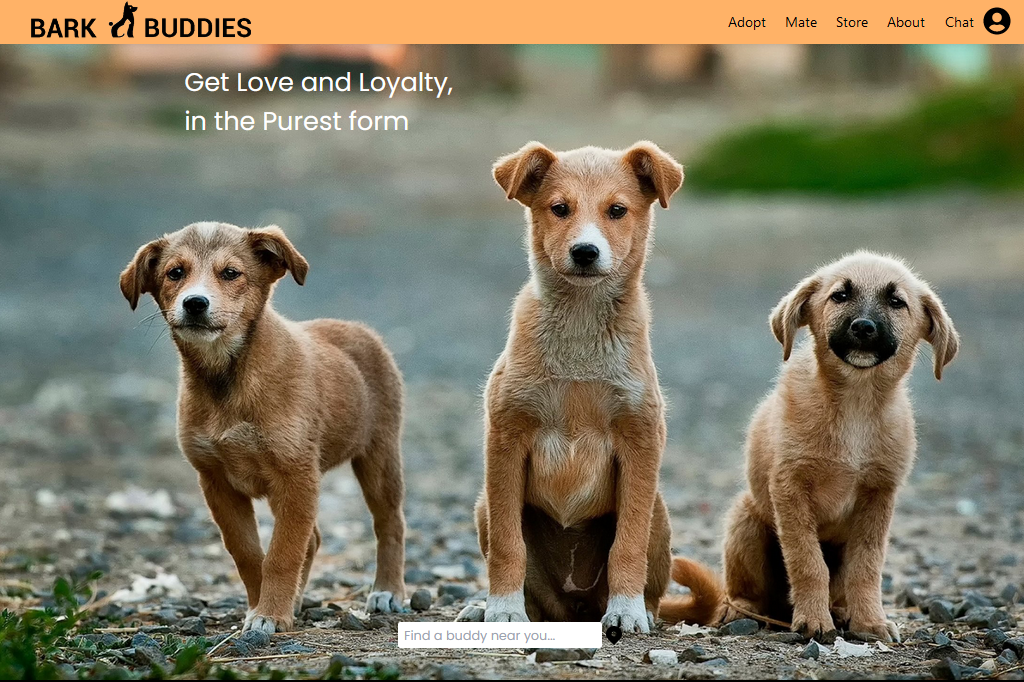 BARK BUDDIES
Adopt Mate Store About Chat
Get Love and Loyalty,
in the Purest form
Find a buddy near you...